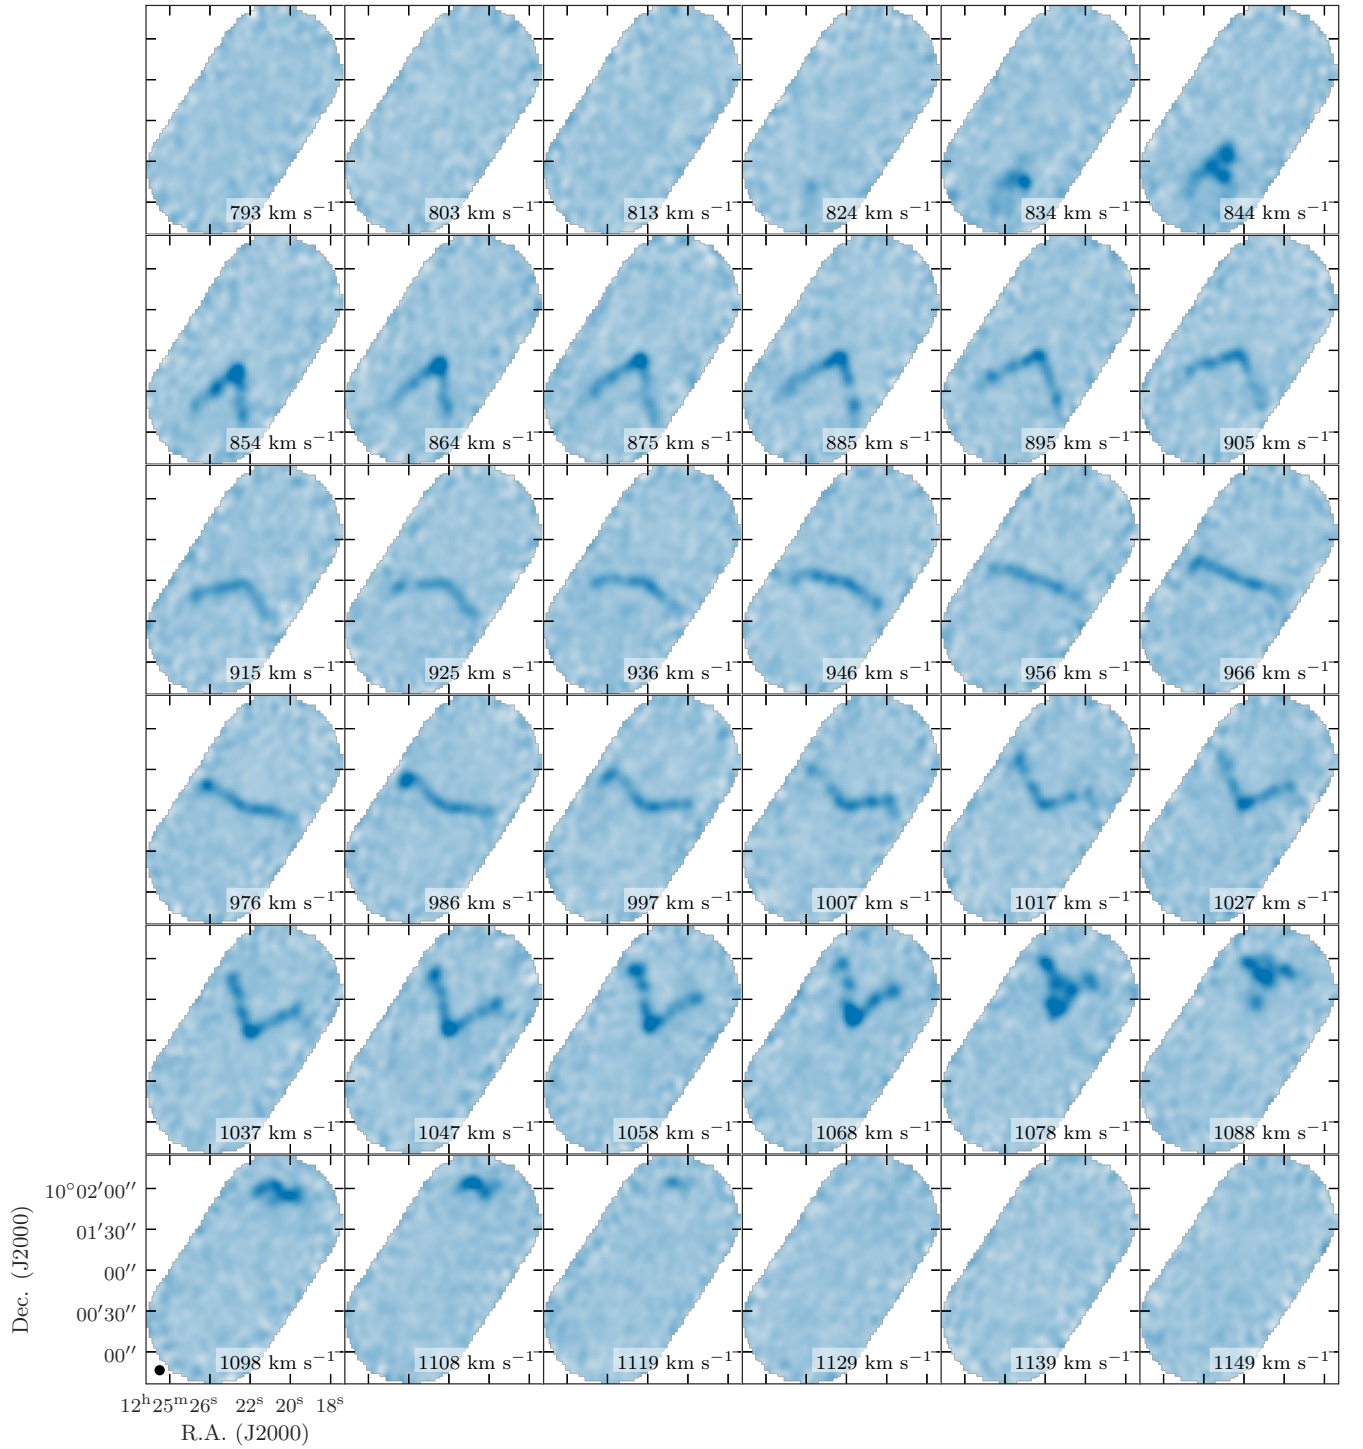 793 km s⁻¹ 803 km s⁻¹ 813 km s⁻¹ 824 km s⁻¹ 834 km s⁻¹ 844 km s⁻¹
854 km s⁻¹ 864 km s⁻¹ 875 km s⁻¹ 885 km s⁻¹ 895 km s⁻¹ 905 km s⁻¹
915 km s⁻¹ 925 km s⁻¹ 936 km s⁻¹ 946 km s⁻¹ 956 km s⁻¹ 966 km s⁻¹
976 km s⁻¹ 986 km s⁻¹ 997 km s⁻¹ 1007 km s⁻¹ 1017 km s⁻¹ 1027 km s⁻¹
1037 km s⁻¹ 1047 km s⁻¹ 1058 km s⁻¹ 1068 km s⁻¹ 1078 km s⁻¹ 1088 km s⁻¹
10°02′00″
01′30″
00″
00′30″
00″
Dec. (J2000)
1098 km s⁻¹ 1108 km s⁻¹ 1119 km s⁻¹ 1129 km s⁻¹ 1139 km s⁻¹ 1149 km s⁻¹
12ʰ25ᵐ26ˢ 22ˢ 20ˢ 18ˢ
R.A. (J2000)